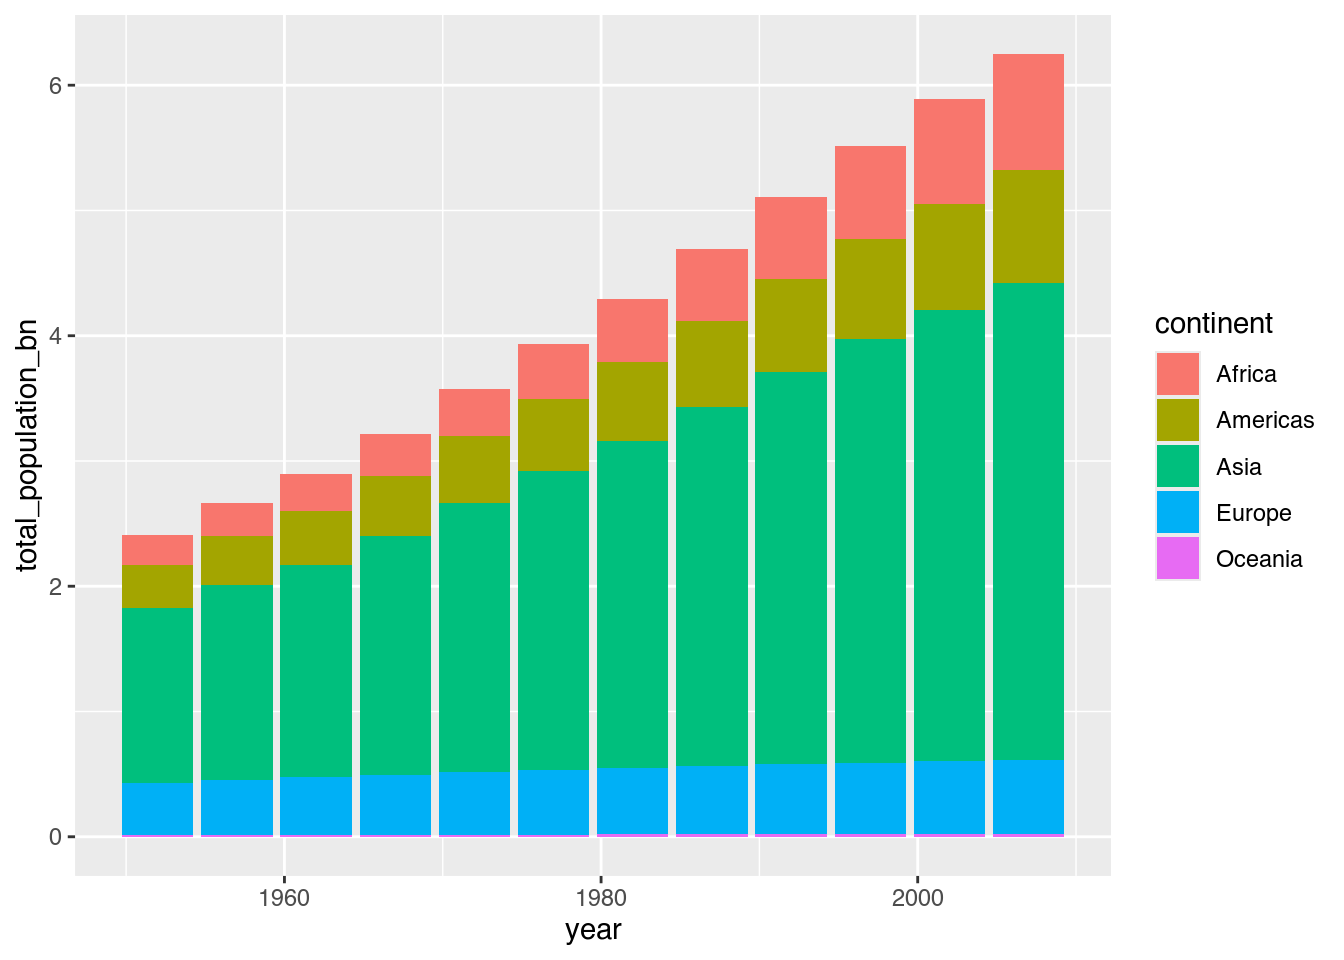 6
4
2
0
total_population_bn
1960
1980
2000
year
continent
Africa
Americas
Asia
Europe
Oceania